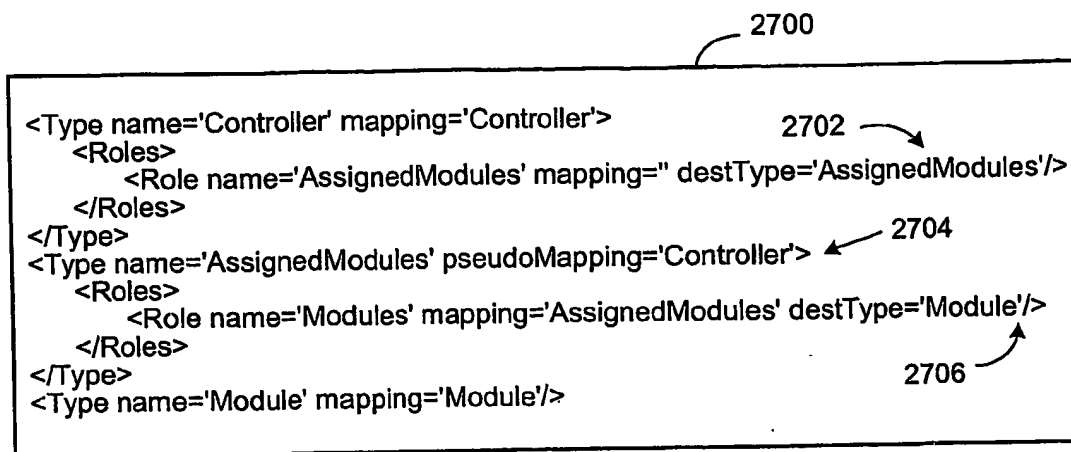 2700
<Type name='Controller' mapping='Controller'>
2702
<Roles>
<Role name='AssignedModules' mapping='' destType='AssignedModules'/>
</Roles>
</Type>
2704
<Type name='AssignedModules' pseudoMapping='Controller'>
<Roles>
<Role name='Modules' mapping='AssignedModules' destType='Module'/>
</Roles>
</Type>
2706
<Type name='Module' mapping='Module'/>